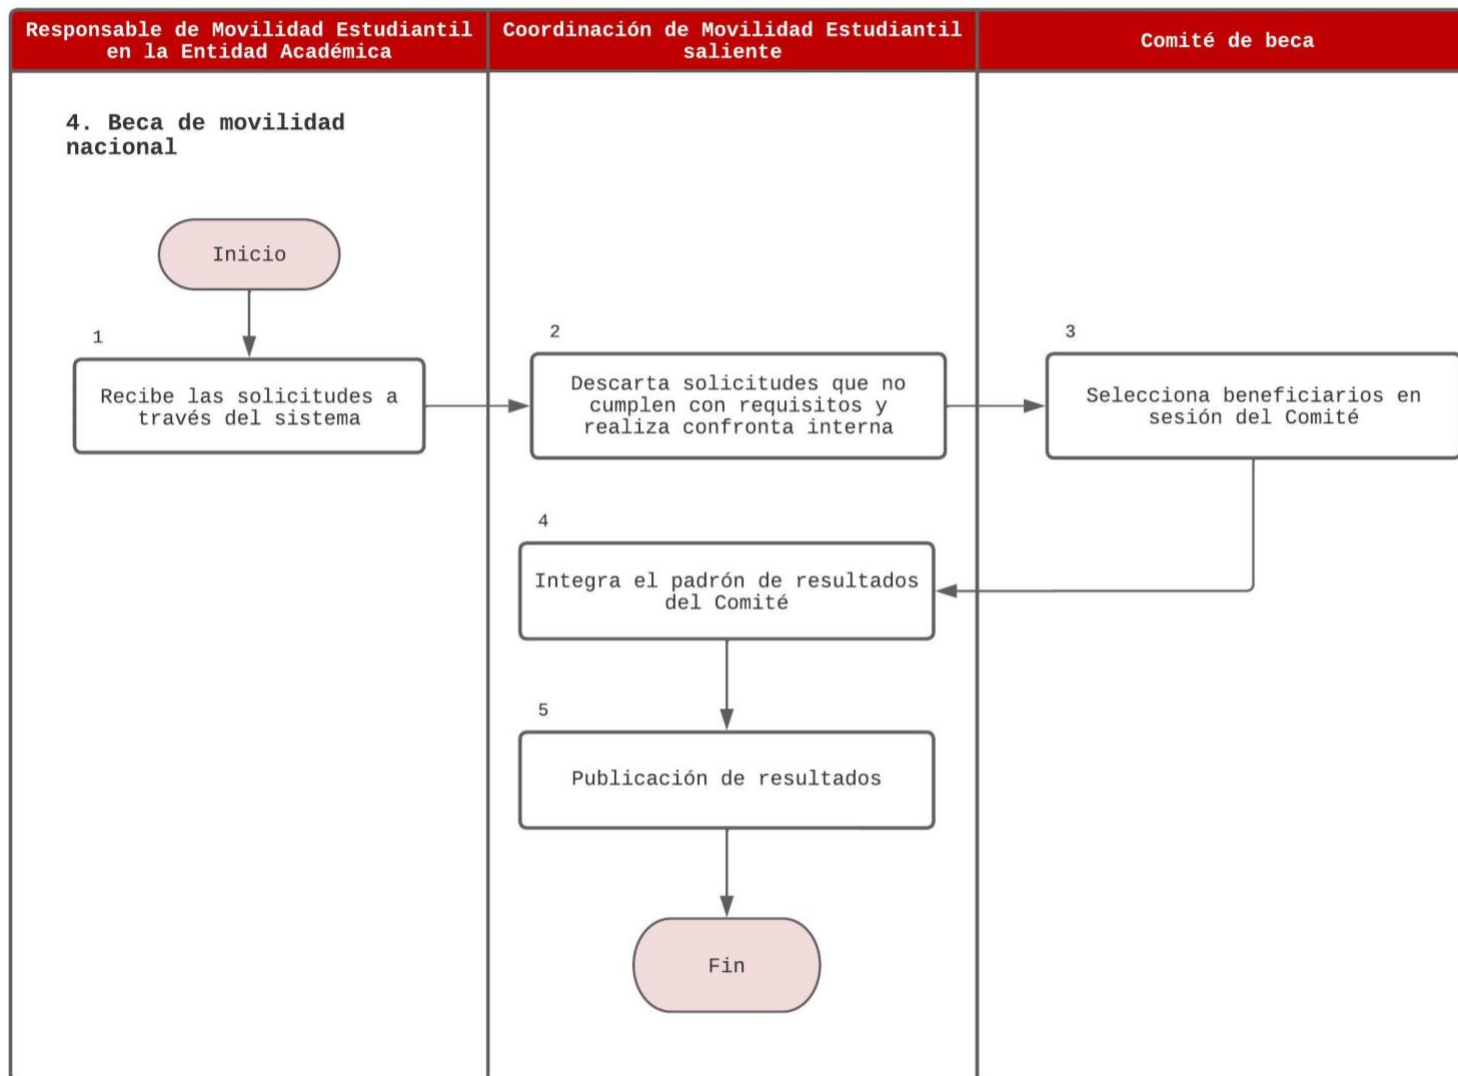 Responsable de Movilidad Estudiantil
en la Entidad Académica
Coordinación de Movilidad Estudiantil
saliente
Comité de beca
4. Beca de movilidad
nacional
Inicio
1
Recibe las solicitudes a
través del sistema
2
Descarta solicitudes que no
cumplen con requisitos y
realiza confronta interna
3
Selecciona beneficiarios en
sesión del Comité
4
Integra el padrón de resultados
del Comité
5
Publicación de resultados
Fin